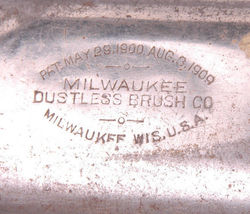 PAT. MAY 29, 1900 AUG. 3, 1909
MILWAUKEE
DUSTLESS BRUSH CO
MILWAUKEE WIS. U.S.A.